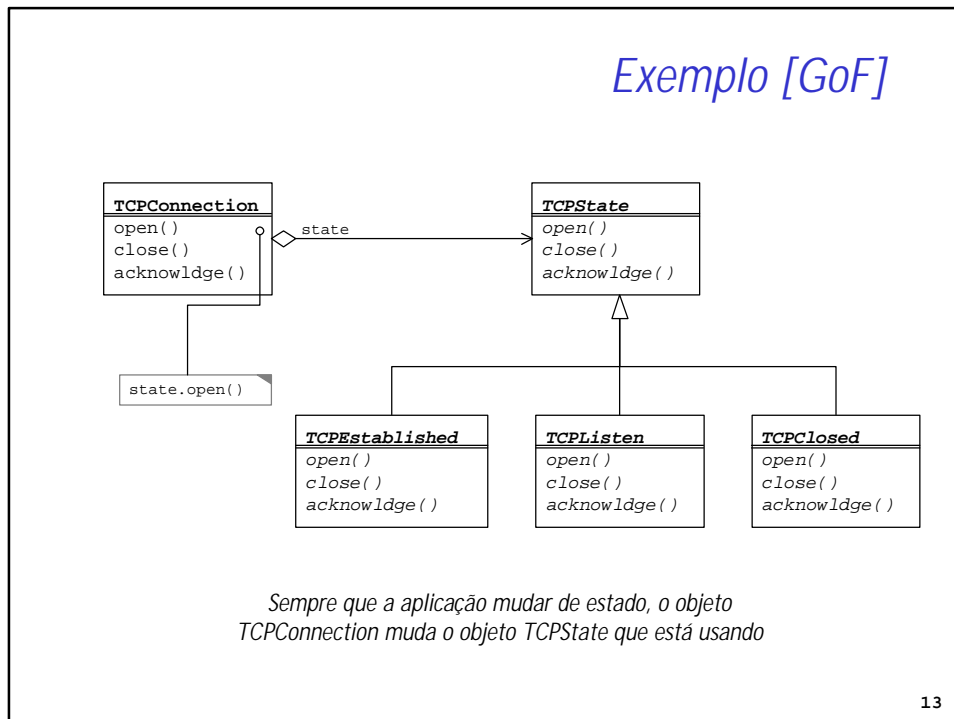 Exemplo [GoF]
TCPConnection
open()
close()
acknowldge()
state
TCPState
open()
close()
acknowldge()
state.open()
TCPEstablished
open()
close()
acknowldge()
TCPListen
open()
close()
acknowldge()
TCPClosed
open()
close()
acknowldge()
Sempre que a aplicação mudar de estado, o objeto
TCPConnection muda o objeto TCPState que está usando
13